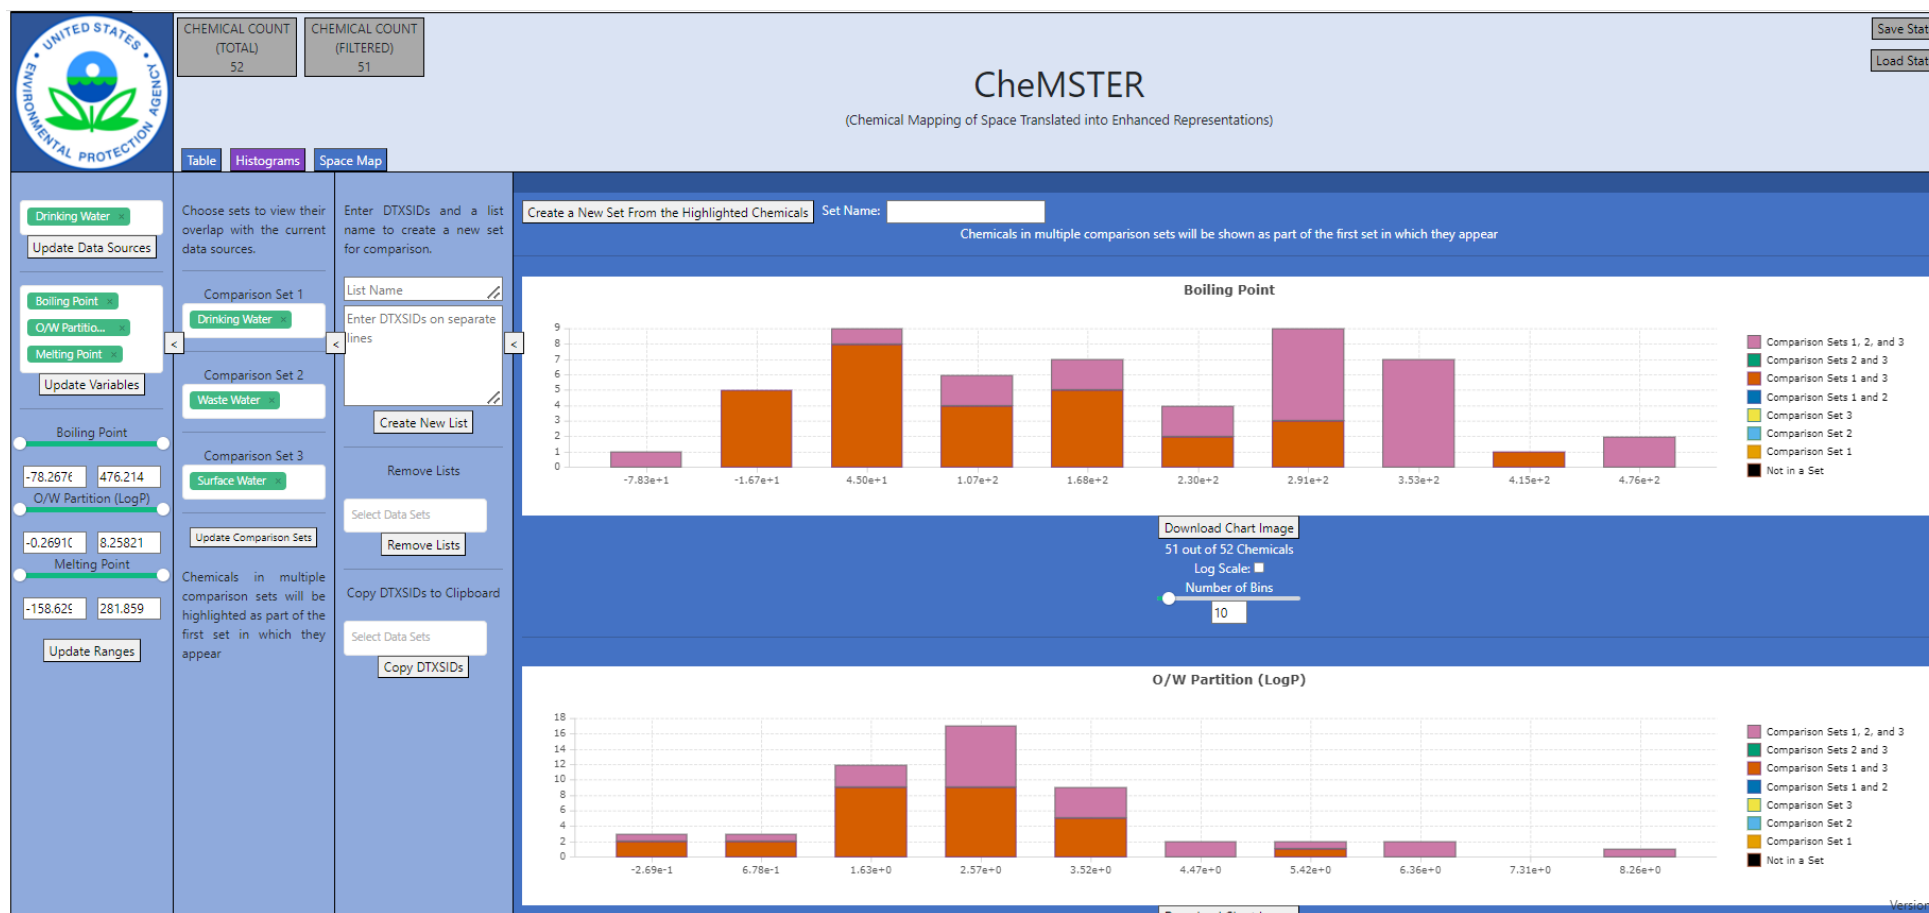 UNITED STATES
ENVIRONMENTAL PROTECTION AGENCY
CHEMICAL COUNT
(TOTAL)
52
CHEMICAL COUNT
(FILTERED)
51
CheMSTER
(Chemical Mapping of Space Translated into Enhanced Representations)
Save Stat
Load Stat
Table
Histograms
Space Map
Drinking Water ×
Update Data Sources
Boiling Point ×
O/W Partitio... ×
Melting Point ×
Update Variables
Boiling Point
-78.267
476.214
O/W Partition (LogP)
-0.2691
8.25821
Melting Point
-158.62
281.859
Update Ranges
<
Choose sets to view their
overlap with the current
data sources.
Comparison Set 1
Drinking Water ×
Comparison Set 2
Waste Water ×
Comparison Set 3
Surface Water ×
Update Comparison Sets
Chemicals in multiple
comparison sets will be
highlighted as part of the
first set in which they
appear
<
Enter DTXSIDs and a list
name to create a new set
for comparison.
List Name
Enter DTXSIDs on separate
lines
Create New List
Remove Lists
Select Data Sets
Remove Lists
Copy DTXSIDs to Clipboard
Select Data Sets
Copy DTXSIDs
<
Create a New Set From the Highlighted Chemicals
Set Name:
Chemicals in multiple comparison sets will be shown as part of the first set in which they appear
Boiling Point
9
8
7
6
5
4
3
2
1
0
-7.83e+1
-1.67e+1
4.50e+1
1.07e+2
1.68e+2
2.30e+2
2.91e+2
3.53e+2
4.15e+2
4.76e+2
Comparison Sets 1, 2, and 3
Comparison Sets 2 and 3
Comparison Sets 1 and 3
Comparison Sets 1 and 2
Comparison Set 3
Comparison Set 2
Comparison Set 1
Not in a Set
Download Chart Image
51 out of 52 Chemicals
Log Scale:
Number of Bins
10
O/W Partition (LogP)
18
16
14
12
10
8
6
4
2
0
-2.69e-1
6.78e-1
1.63e+0
2.57e+0
3.52e+0
4.47e+0
5.42e+0
6.36e+0
7.31e+0
8.26e+0
Comparison Sets 1, 2, and 3
Comparison Sets 2 and 3
Comparison Sets 1 and 3
Comparison Sets 1 and 2
Comparison Set 3
Comparison Set 2
Comparison Set 1
Not in a Set
Version